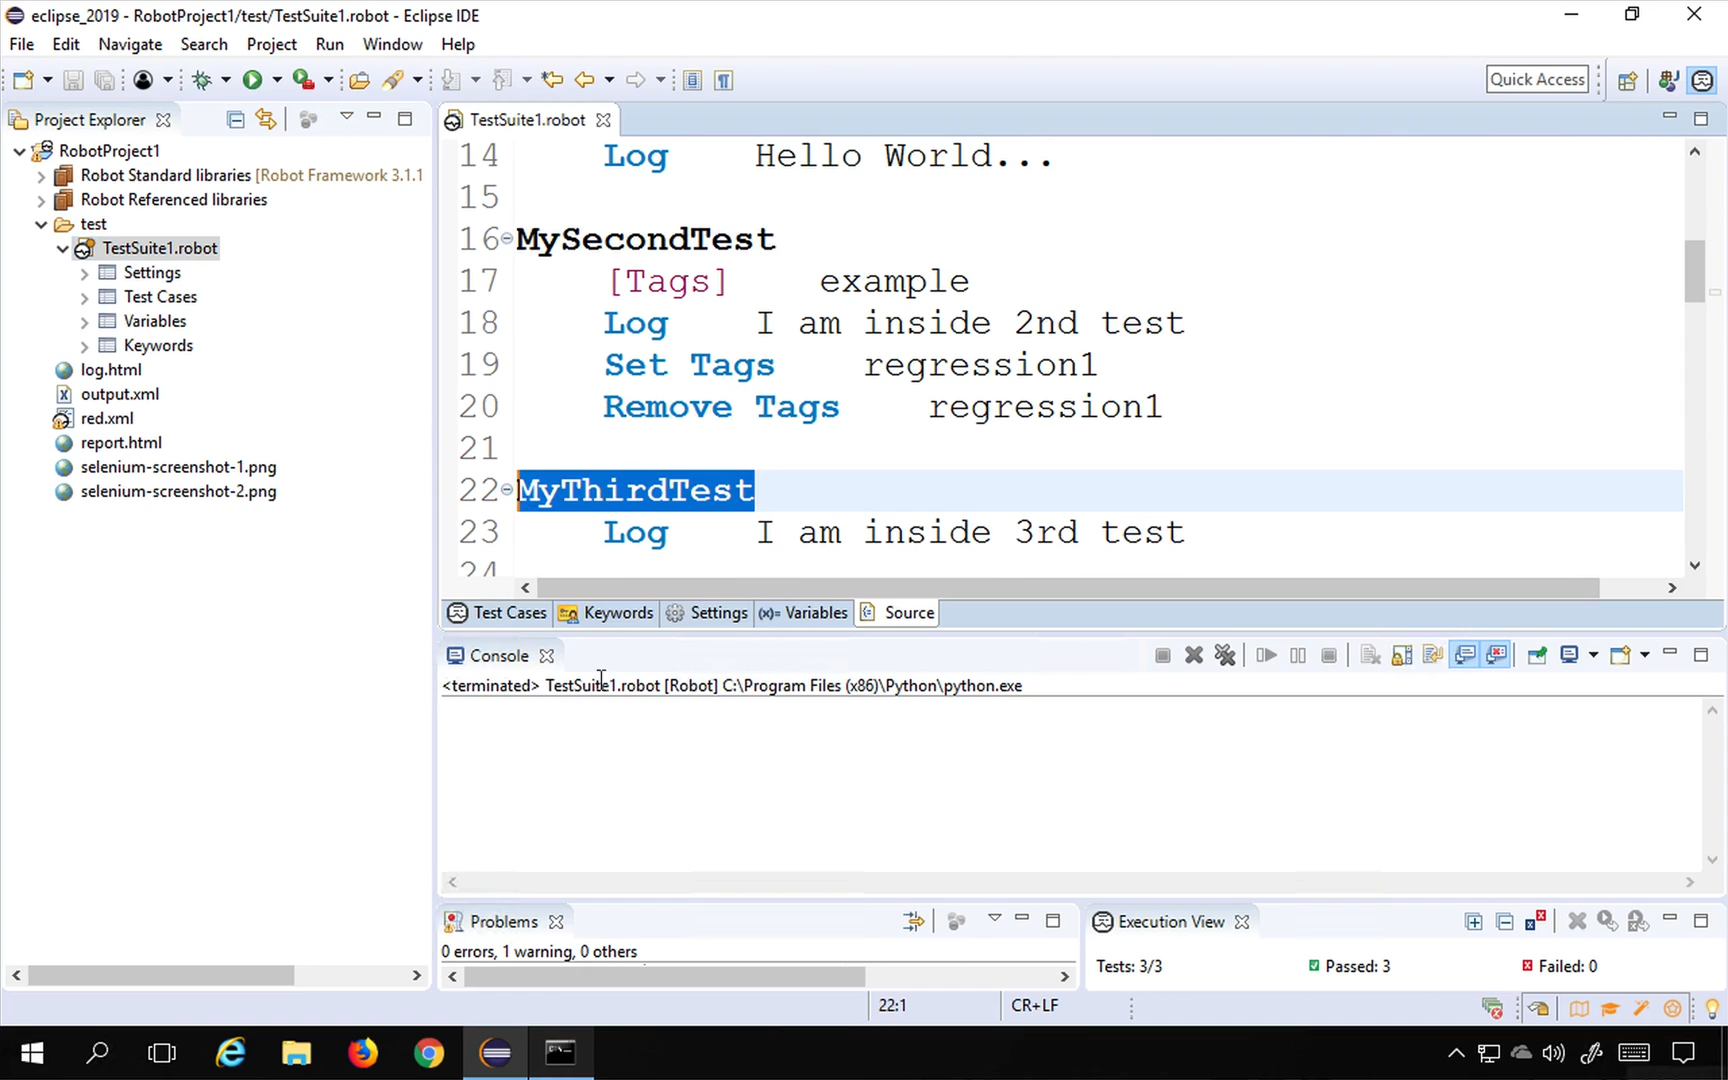 eclipse_2019 - RobotProject1/test/TestSuite1.robot - Eclipse IDE
File Edit Navigate Search Project Run Window Help
Quick Access
Project Explorer
RobotProject1
Robot Standard libraries [Robot Framework 3.1.1
Robot Referenced libraries
test
TestSuite1.robot
Settings
Test Cases
Variables
Keywords
log.html
output.xml
red.xml
report.html
selenium-screenshot-1.png
selenium-screenshot-2.png
TestSuite1.robot
14 Log Hello World...
15
16 MySecondTest
17 [Tags] example
18 Log I am inside 2nd test
19 Set Tags regression1
20 Remove Tags regression1
21
22 MyThirdTest
23 Log I am inside 3rd test
24
Test Cases Keywords Settings (x)= Variables Source
Console
<terminated> TestSuite1.robot [Robot] C:\Program Files (x86)\Python\python.exe
Problems
0 errors, 1 warning, 0 others
Execution View
Tests: 3/3 Passed: 3 Failed: 0
22:1 CR+LF